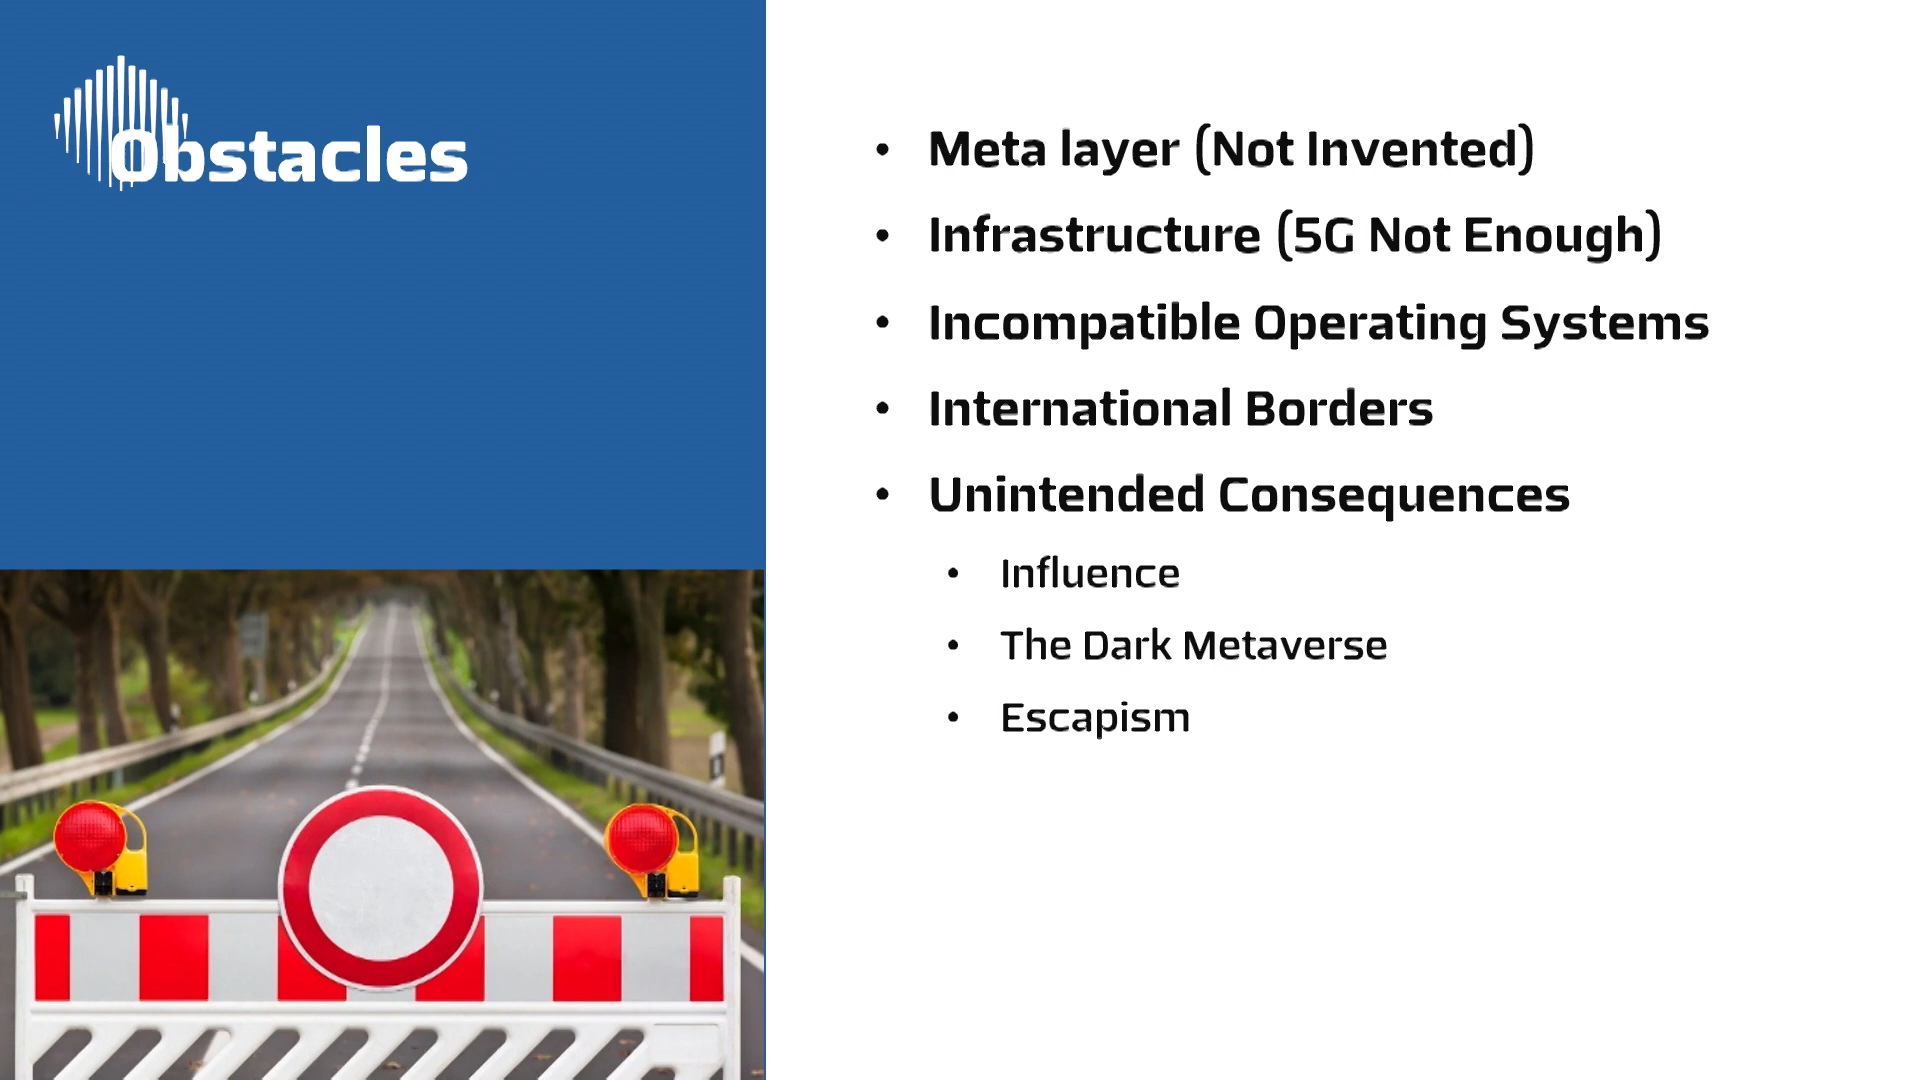 Obstacles
• Meta layer (Not Invented)
• Infrastructure (5G Not Enough)
• Incompatible Operating Systems
• International Borders
• Unintended Consequences
• Influence
• The Dark Metaverse
• Escapism